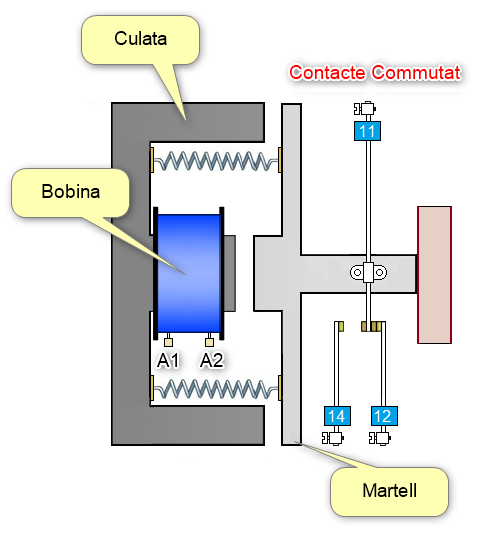 Culata
Contacte Commutat
11
Bobina
A1 A2
14 12
Martell